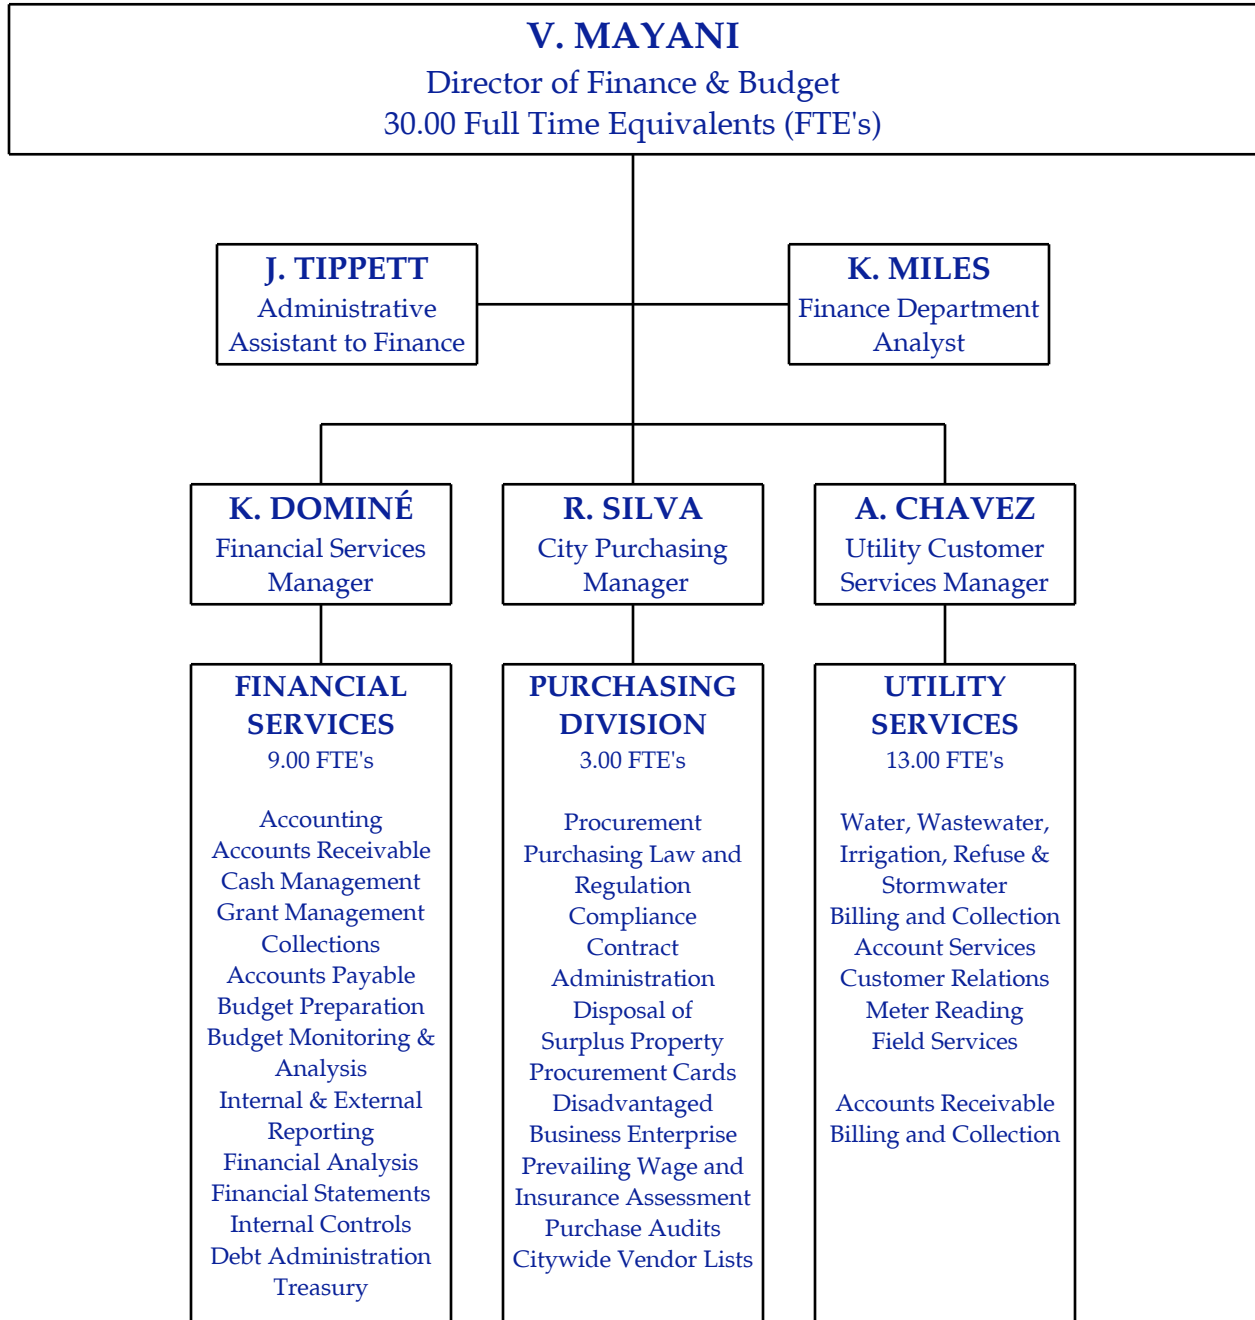 V. MAYANI
Director of Finance & Budget
30.00 Full Time Equivalents (FTE's)
J. TIPPETT
Administrative
Assistant to Finance
K. MILES
Finance Department
Analyst
K. DOMINÉ
Financial Services
Manager
R. SILVA
City Purchasing
Manager
A. CHAVEZ
Utility Customer
Services Manager
FINANCIAL
SERVICES
9.00 FTE's
Accounting
Accounts Receivable
Cash Management
Grant Management
Collections
Accounts Payable
Budget Preparation
Budget Monitoring &
Analysis
Internal & External
Reporting
Financial Analysis
Financial Statements
Internal Controls
Debt Administration
Treasury
PURCHASING
DIVISION
3.00 FTE's
Procurement
Purchasing Law and
Regulation
Compliance
Contract
Administration
Disposal of
Surplus Property
Procurement Cards
Disadvantaged
Business Enterprise
Prevailing Wage and
Insurance Assessment
Purchase Audits
Citywide Vendor Lists
UTILITY
SERVICES
13.00 FTE's
Water, Wastewater,
Irrigation, Refuse &
Stormwater
Billing and Collection
Account Services
Customer Relations
Meter Reading
Field Services
Accounts Receivable
Billing and Collection